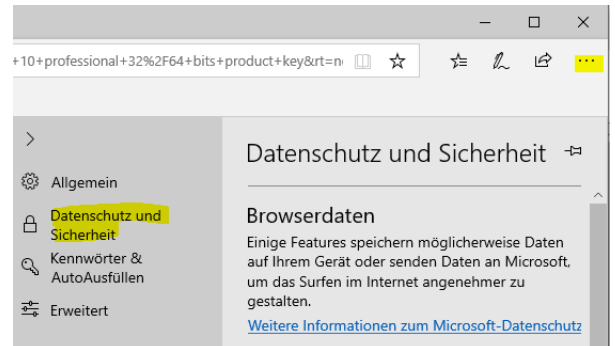 +10+professional+32%2F64+bits+product+key&rt=n
Datenschutz und Sicherheit
Allgemein
Datenschutz und
Sicherheit
Kennwörter &
AutoAusfüllen
Erweitert
Browserdaten
Einige Features speichern möglicherweise Daten
auf Ihrem Gerät oder senden Daten an Microsoft,
um das Surfen im Internet angenehmer zu
gestalten.
Weitere Informationen zum Microsoft-Datenschutz